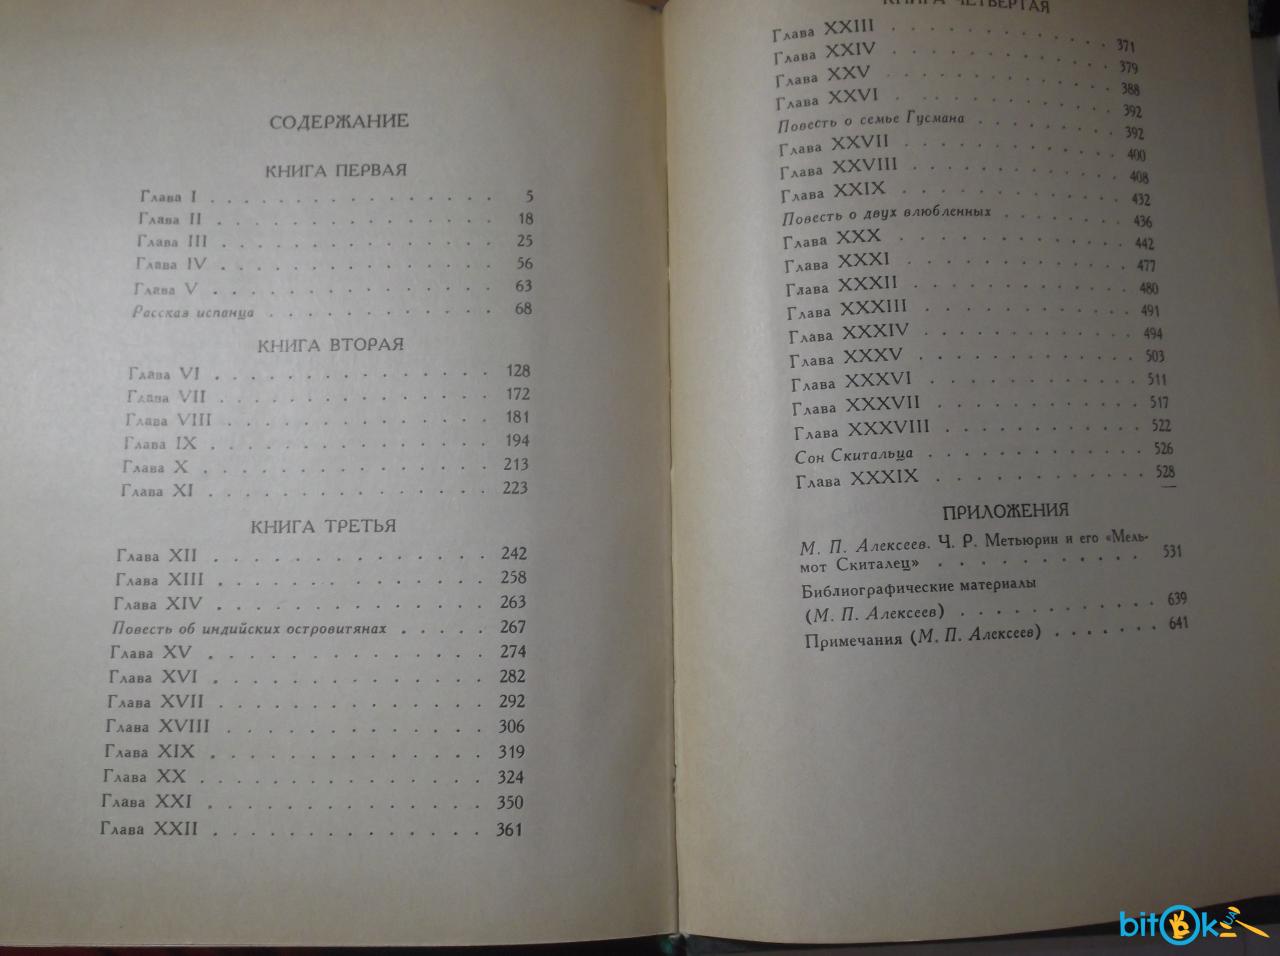 СОДЕРЖАНИЕ
КНИГА ПЕРВАЯ
Глава I . . . . . . . . . . . . . . . 5
Глава II . . . . . . . . . . . . . . . 18
Глава III . . . . . . . . . . . . . . . 25
Глава IV . . . . . . . . . . . . . . . 56
Глава V . . . . . . . . . . . . . . . 63
Рассказ испанца . . . . . . . . . . . . 68
КНИГА ВТОРАЯ
Глава VI . . . . . . . . . . . . . . . 128
Глава VII . . . . . . . . . . . . . . . 172
Глава VIII . . . . . . . . . . . . . . 181
Глава IX . . . . . . . . . . . . . . . 194
Глава X . . . . . . . . . . . . . . . 213
Глава XI . . . . . . . . . . . . . . . 223
КНИГА ТРЕТЬЯ
Глава XII . . . . . . . . . . . . . . . 242
Глава XIII . . . . . . . . . . . . . . 258
Глава XIV . . . . . . . . . . . . . . . 263
Повесть об индийских островитянах . . . . . 267
Глава XV . . . . . . . . . . . . . . . 274
Глава XVI . . . . . . . . . . . . . . . 282
Глава XVII . . . . . . . . . . . . . . 292
Глава XVIII . . . . . . . . . . . . . . 306
Глава XIX . . . . . . . . . . . . . . . 319
Глава XX . . . . . . . . . . . . . . . 324
Глава XXI . . . . . . . . . . . . . . . 350
Глава XXII . . . . . . . . . . . . . . 361
КНИГА ЧЕТВЕРТАЯ
Глава XXIII . . . . . . . . . . . . . . 371
Глава XXIV . . . . . . . . . . . . . . 379
Глава XXV . . . . . . . . . . . . . . . 388
Глава XXVI . . . . . . . . . . . . . . 392
Повесть о семье Гусмана . . . . . . . . . 392
Глава XXVII . . . . . . . . . . . . . . 400
Глава XXVIII . . . . . . . . . . . . . 408
Глава XXIX . . . . . . . . . . . . . . 432
Повесть о двух влюбленных . . . . . . . . 436
Глава XXX . . . . . . . . . . . . . . . 442
Глава XXXI . . . . . . . . . . . . . . 477
Глава XXXII . . . . . . . . . . . . . . 480
Глава XXXIII . . . . . . . . . . . . . 491
Глава XXXIV . . . . . . . . . . . . . . 494
Глава XXXV . . . . . . . . . . . . . . 503
Глава XXXVI . . . . . . . . . . . . . . 511
Глава XXXVII . . . . . . . . . . . . . 517
Глава XXXVIII . . . . . . . . . . . . . 522
Сон Скитальца . . . . . . . . . . . . . 526
Глава XXXIX . . . . . . . . . . . . . . 528
ПРИЛОЖЕНИЯ
М. П. Алексеев. Ч. Р. Метьюрин и его «Мель-
мот Скиталец» . . . . . . . . . . . . . 531
Библиографические материалы
(М. П. Алексеев) . . . . . . . . . . . . 639
Примечания (М. П. Алексеев) . . . . . . . 641
bitOk
UA